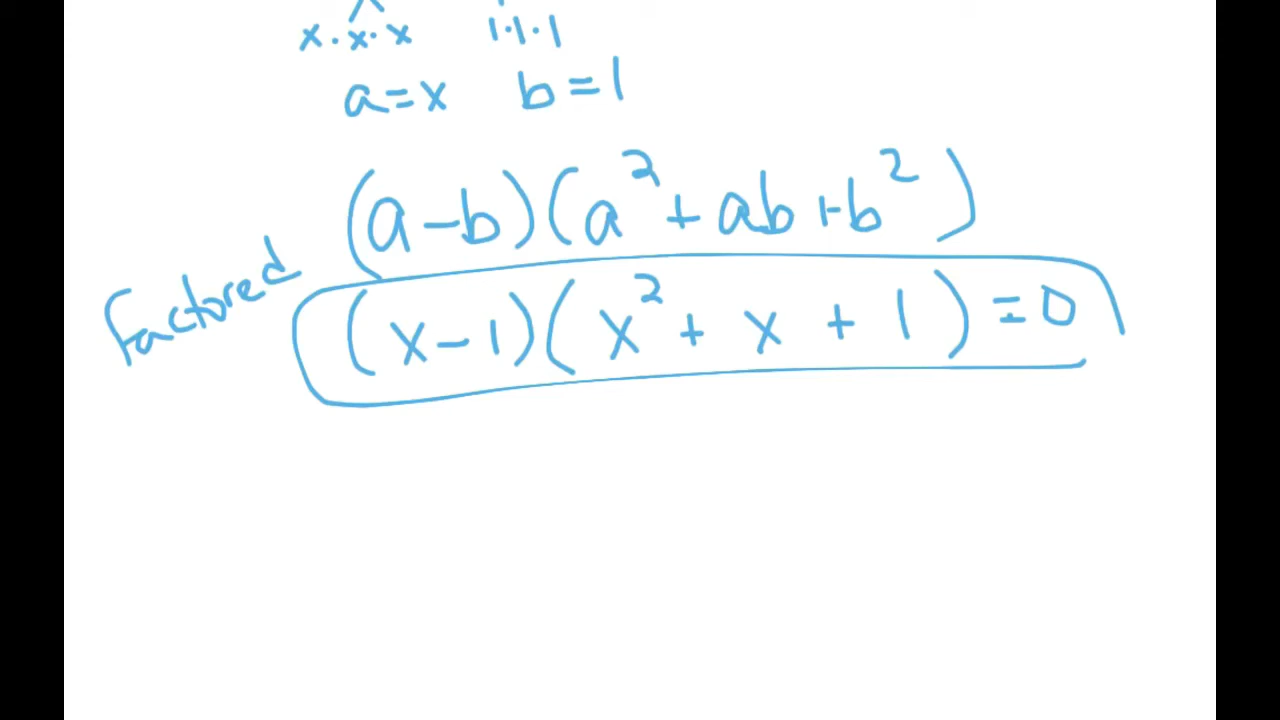 x · x · x 1·1·1
a = x b = 1
(a - b)(a² + ab + b²)
Factored (x - 1)(x² + x + 1) = 0